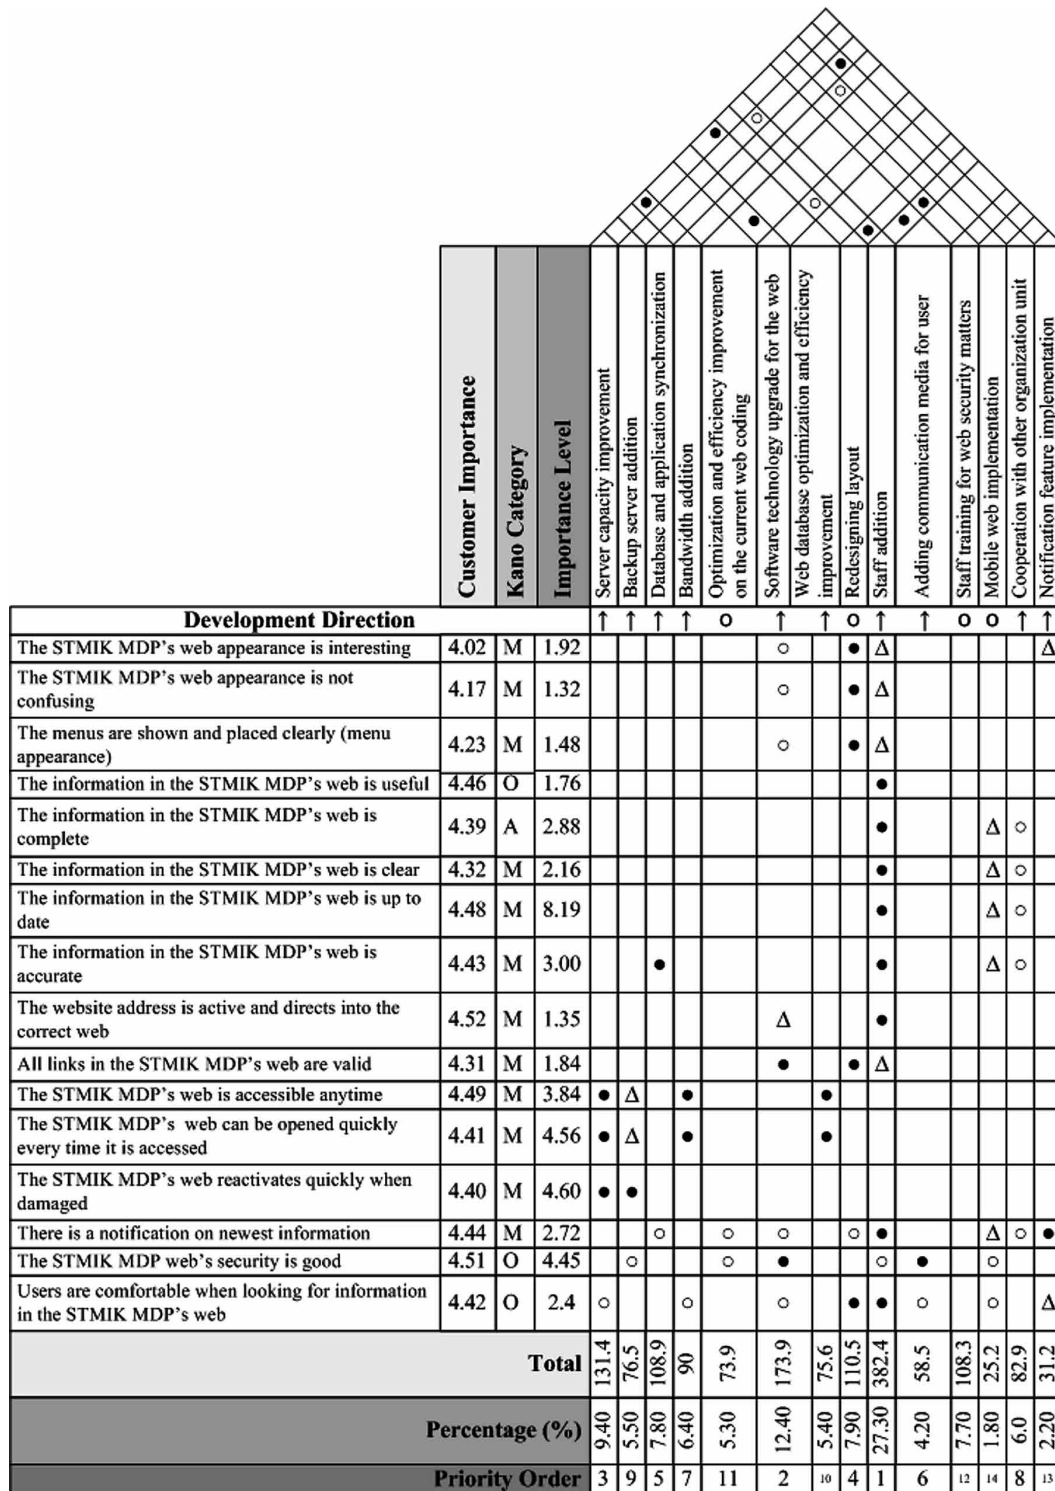 Customer Importance
Kano Category
Importance Level
Server capacity improvement
Backup server addition
Database and application synchronization
Bandwidth addition
Optimization and efficiency improvement
on the current web coding
Software technology upgrade for the web
Web database optimization and efficiency
improvement
Redesigning layout
Staff addition
Adding communication media for user
Staff training for web security matters
Mobile web implementation
Cooperation with other organization unit
Notification feature implementation
Development Direction ↑ ↑ ↑ ↑ O ↑ ↑ O ↑ ↑ O O ↑ ↑
The STMIK MDP's web appearance is interesting 4.02 M 1.92 ○ ● Δ Δ
The STMIK MDP's web appearance is not
confusing 4.17 M 1.32 ○ ● Δ
The menus are shown and placed clearly (menu
appearance) 4.23 M 1.48 ○ ● Δ
The information in the STMIK MDP's web is useful 4.46 O 1.76 ●
The information in the STMIK MDP's web is
complete 4.39 A 2.88 ● Δ ○
The information in the STMIK MDP's web is clear 4.32 M 2.16 ● Δ ○
The information in the STMIK MDP's web is up to
date 4.48 M 8.19 ● Δ ○
The information in the STMIK MDP's web is
accurate 4.43 M 3.00 ● ● Δ ○
The website address is active and directs into the
correct web 4.52 M 1.35 Δ ●
All links in the STMIK MDP's web are valid 4.31 M 1.84 ● ● Δ
The STMIK MDP's web is accessible anytime 4.49 M 3.84 ● Δ ● ●
The STMIK MDP's web can be opened quickly
every time it is accessed 4.41 M 4.56 ● Δ ● ●
The STMIK MDP's web reactivates quickly when
damaged 4.40 M 4.60 ● ●
There is a notification on newest information 4.44 M 2.72 ○ ○ ○ ○ ● Δ ○ ●
The STMIK MDP web's security is good 4.51 O 4.45 ○ ○ ● ○ ● ○
Users are comfortable when looking for information
in the STMIK MDP's web 4.42 O 2.4 ○ ○ ○ ● ● ○ ○ Δ
Total 131.4 76.5 108.9 90 73.9 173.9 75.6 110.5 382.4 58.5 108.3 25.2 82.9 31.2
Percentage (%) 9.40 5.50 7.80 6.40 5.30 12.40 5.40 7.90 27.30 4.20 7.70 1.80 6.0 2.20
Priority Order 3 9 5 7 11 2 10 4 1 6 12 14 8 13